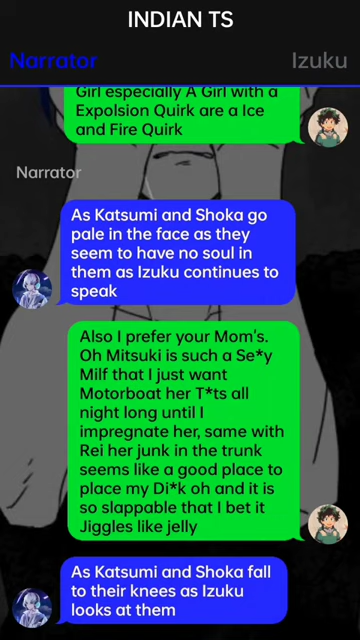 INDIAN TS
Narrator
Izuku
Girl especially A Girl with a
Expolsion Quirk are a Ice
and Fire Quirk
Narrator
As Katsumi and Shoka go
pale in the face as they
seem to have no soul in
them as Izuku continues to
speak
Also I prefer your Mom's.
Oh Mitsuki is such a Se*y
Milf that I just want
Motorboat her T*ts all
night long until I
impregnate her, same with
Rei her junk in the trunk
seems like a good place to
place my Di*k oh and it is
so slappable that I bet it
Jiggles like jelly
As Katsumi and Shoka fall
to their knees as Izuku
looks at them